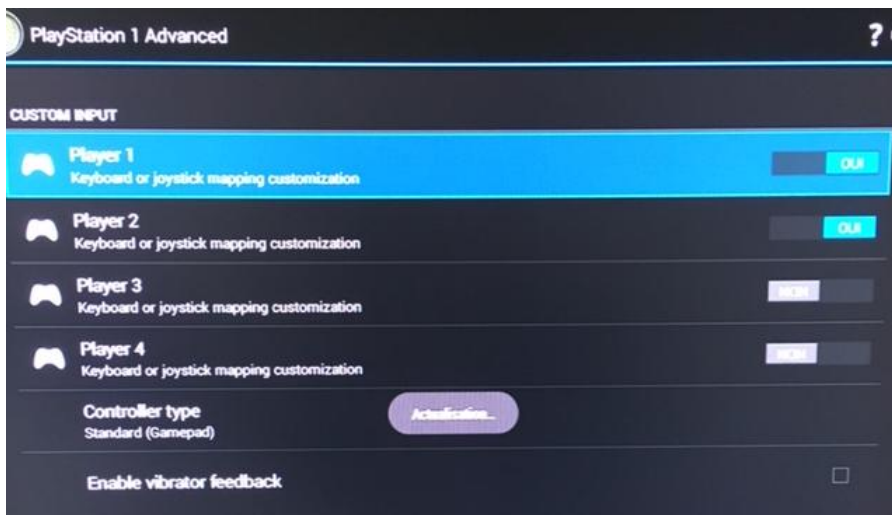 PlayStation 1 Advanced
?
CUSTOM INPUT
Player 1
Keyboard or joystick mapping customization
OUI
Player 2
Keyboard or joystick mapping customization
OUI
Player 3
Keyboard or joystick mapping customization
NON
Player 4
Keyboard or joystick mapping customization
NON
Controller type
Standard (Gamepad)
Actualisation...
Enable vibrator feedback